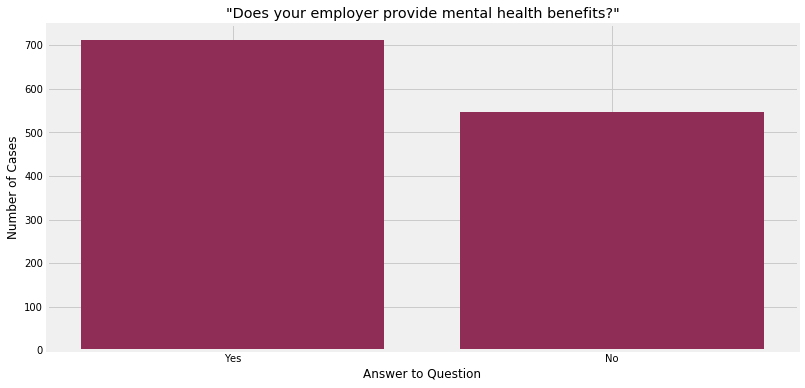 "Does your employer provide mental health benefits?"
Number of Cases
700
600
500
400
300
200
100
0
Yes
No
Answer to Question